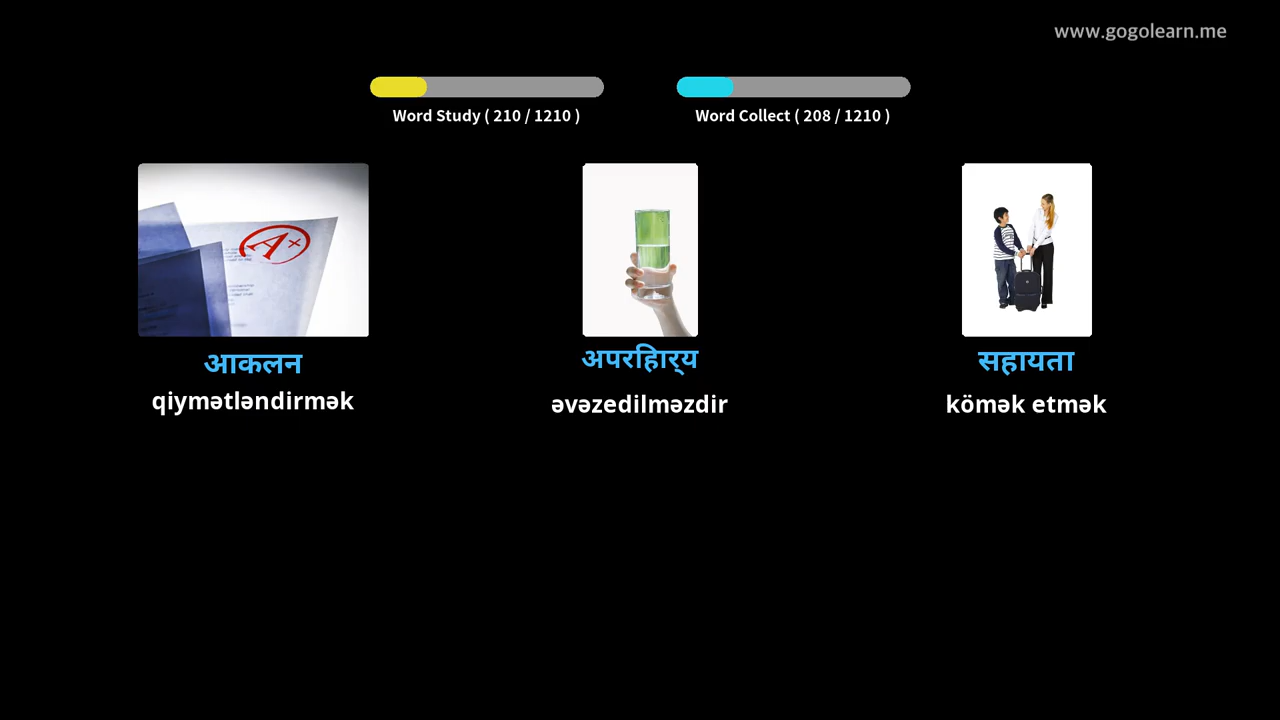 www.gogolearn.me
Word Study ( 210 / 1210 )
Word Collect ( 208 / 1210 )
A+
आकलन
अपरिहार्य
सहायता
qiymətləndirmək
əvəzedilməzdir
kömək etmək